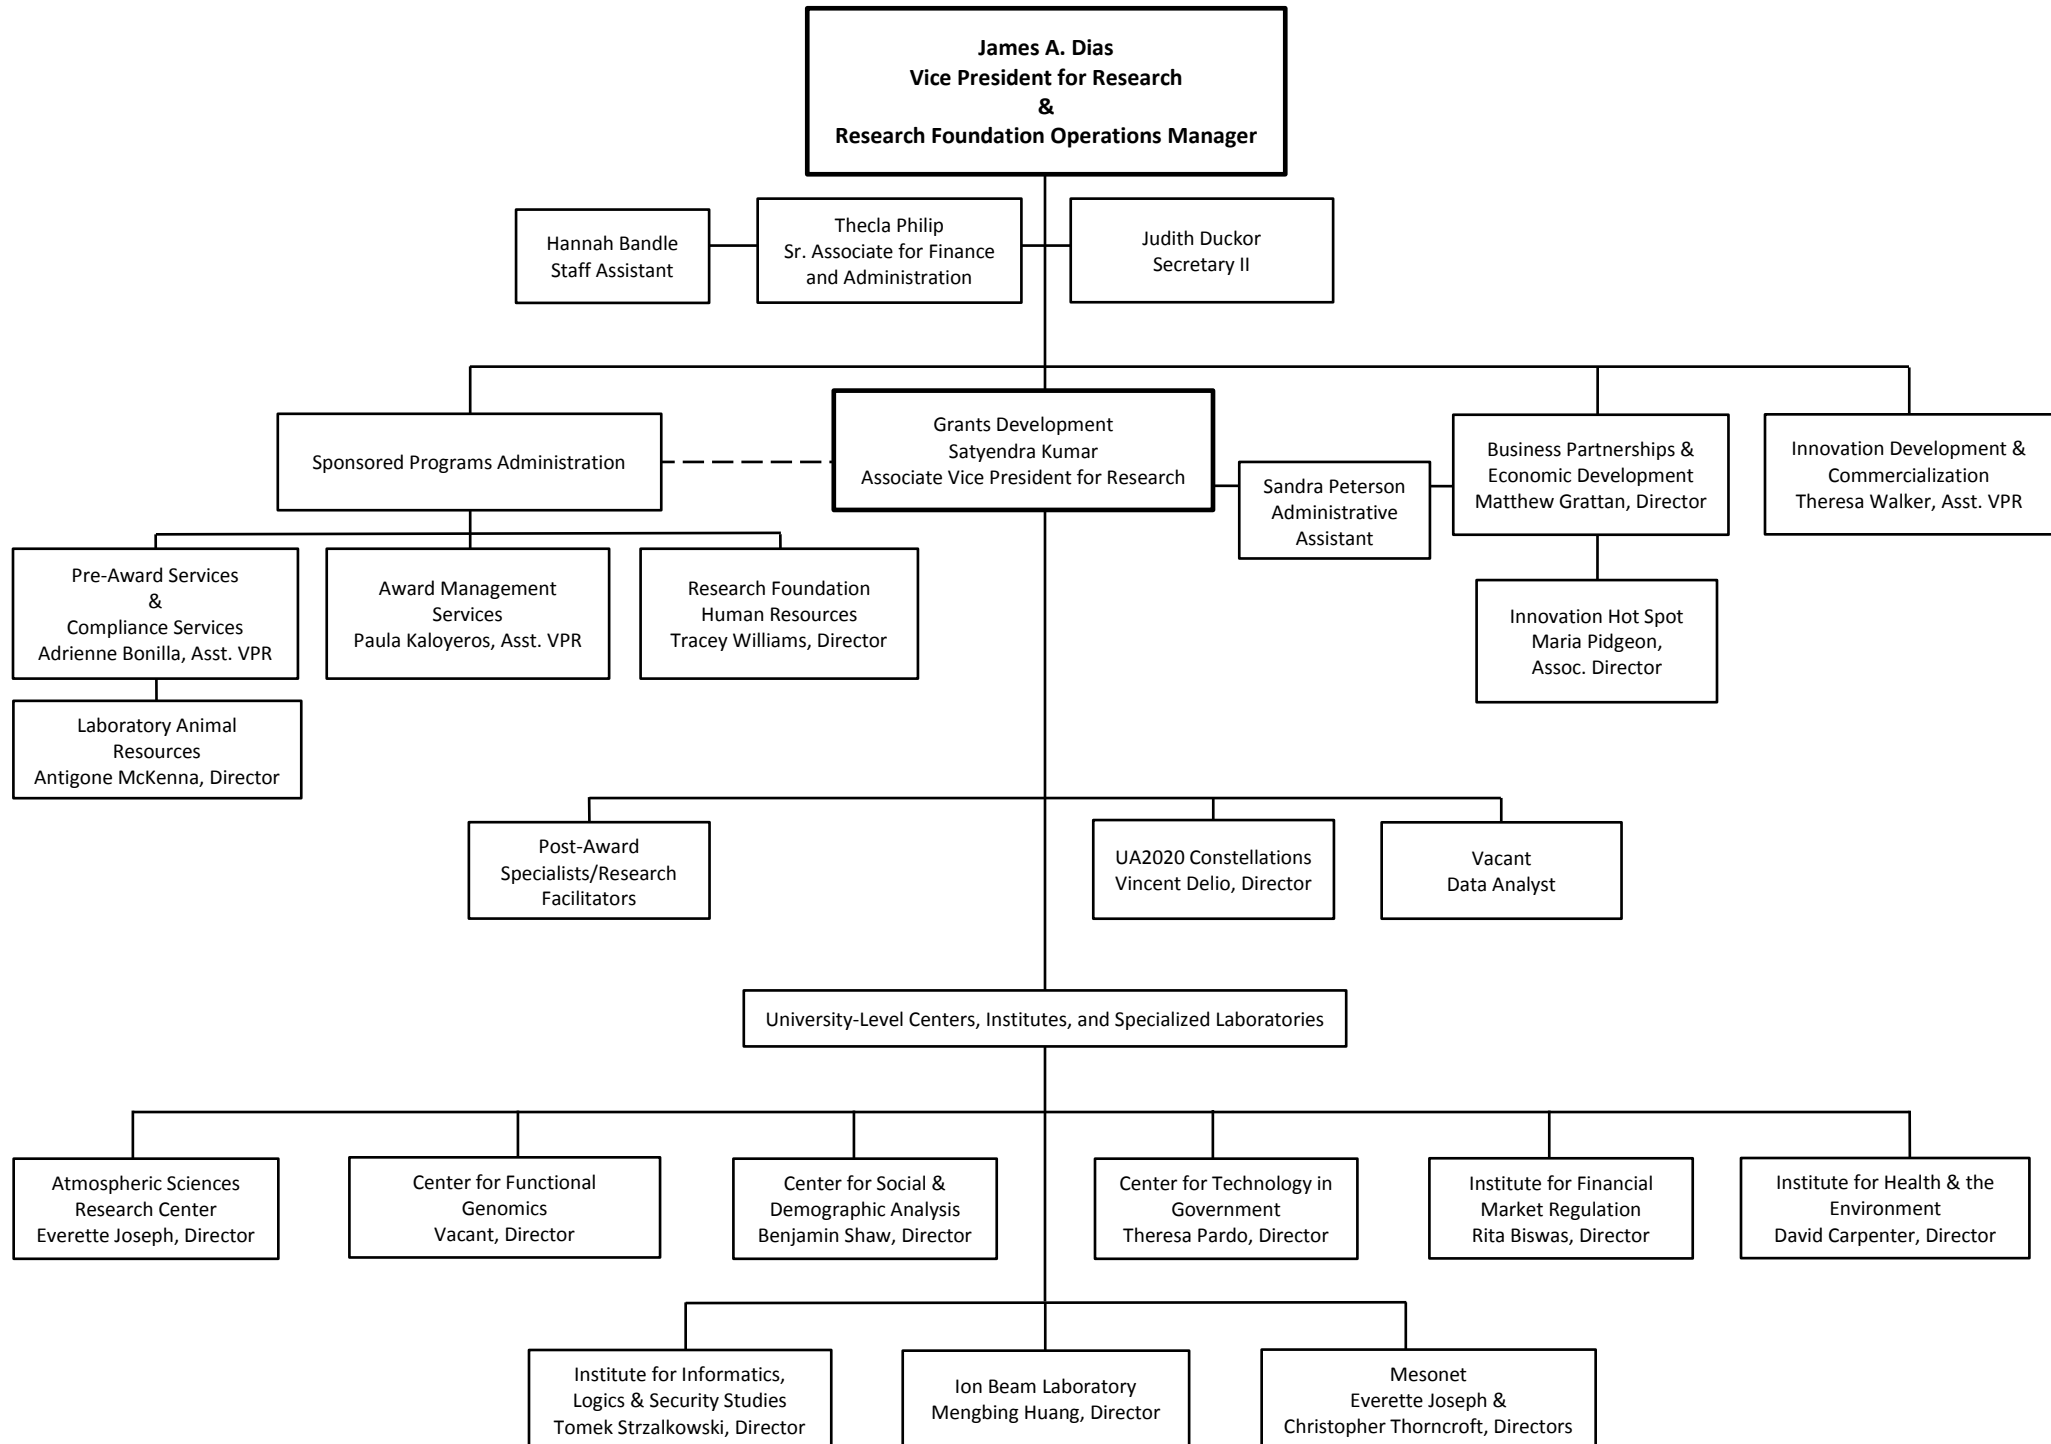 James A. Dias
Vice President for Research
&
Research Foundation Operations Manager
Hannah Bandle
Staff Assistant
Thecla Philip
Sr. Associate for Finance
and Administration
Judith Duckor
Secretary II
Sponsored Programs Administration
Grants Development
Satyendra Kumar
Associate Vice President for Research
Sandra Peterson
Administrative
Assistant
Business Partnerships &
Economic Development
Matthew Grattan, Director
Innovation Development &
Commercialization
Theresa Walker, Asst. VPR
Pre-Award Services
&
Compliance Services
Adrienne Bonilla, Asst. VPR
Award Management
Services
Paula Kaloyeros, Asst. VPR
Research Foundation
Human Resources
Tracey Williams, Director
Innovation Hot Spot
Maria Pidgeon,
Assoc. Director
Laboratory Animal
Resources
Antigone McKenna, Director
Post-Award
Specialists/Research
Facilitators
UA2020 Constellations
Vincent Delio, Director
Vacant
Data Analyst
University-Level Centers, Institutes, and Specialized Laboratories
Atmospheric Sciences
Research Center
Everette Joseph, Director
Center for Functional
Genomics
Vacant, Director
Center for Social &
Demographic Analysis
Benjamin Shaw, Director
Center for Technology in
Government
Theresa Pardo, Director
Institute for Financial
Market Regulation
Rita Biswas, Director
Institute for Health & the
Environment
David Carpenter, Director
Institute for Informatics,
Logics & Security Studies
Tomek Strzalkowski, Director
Ion Beam Laboratory
Mengbing Huang, Director
Mesonet
Everette Joseph &
Christopher Thorncroft, Directors